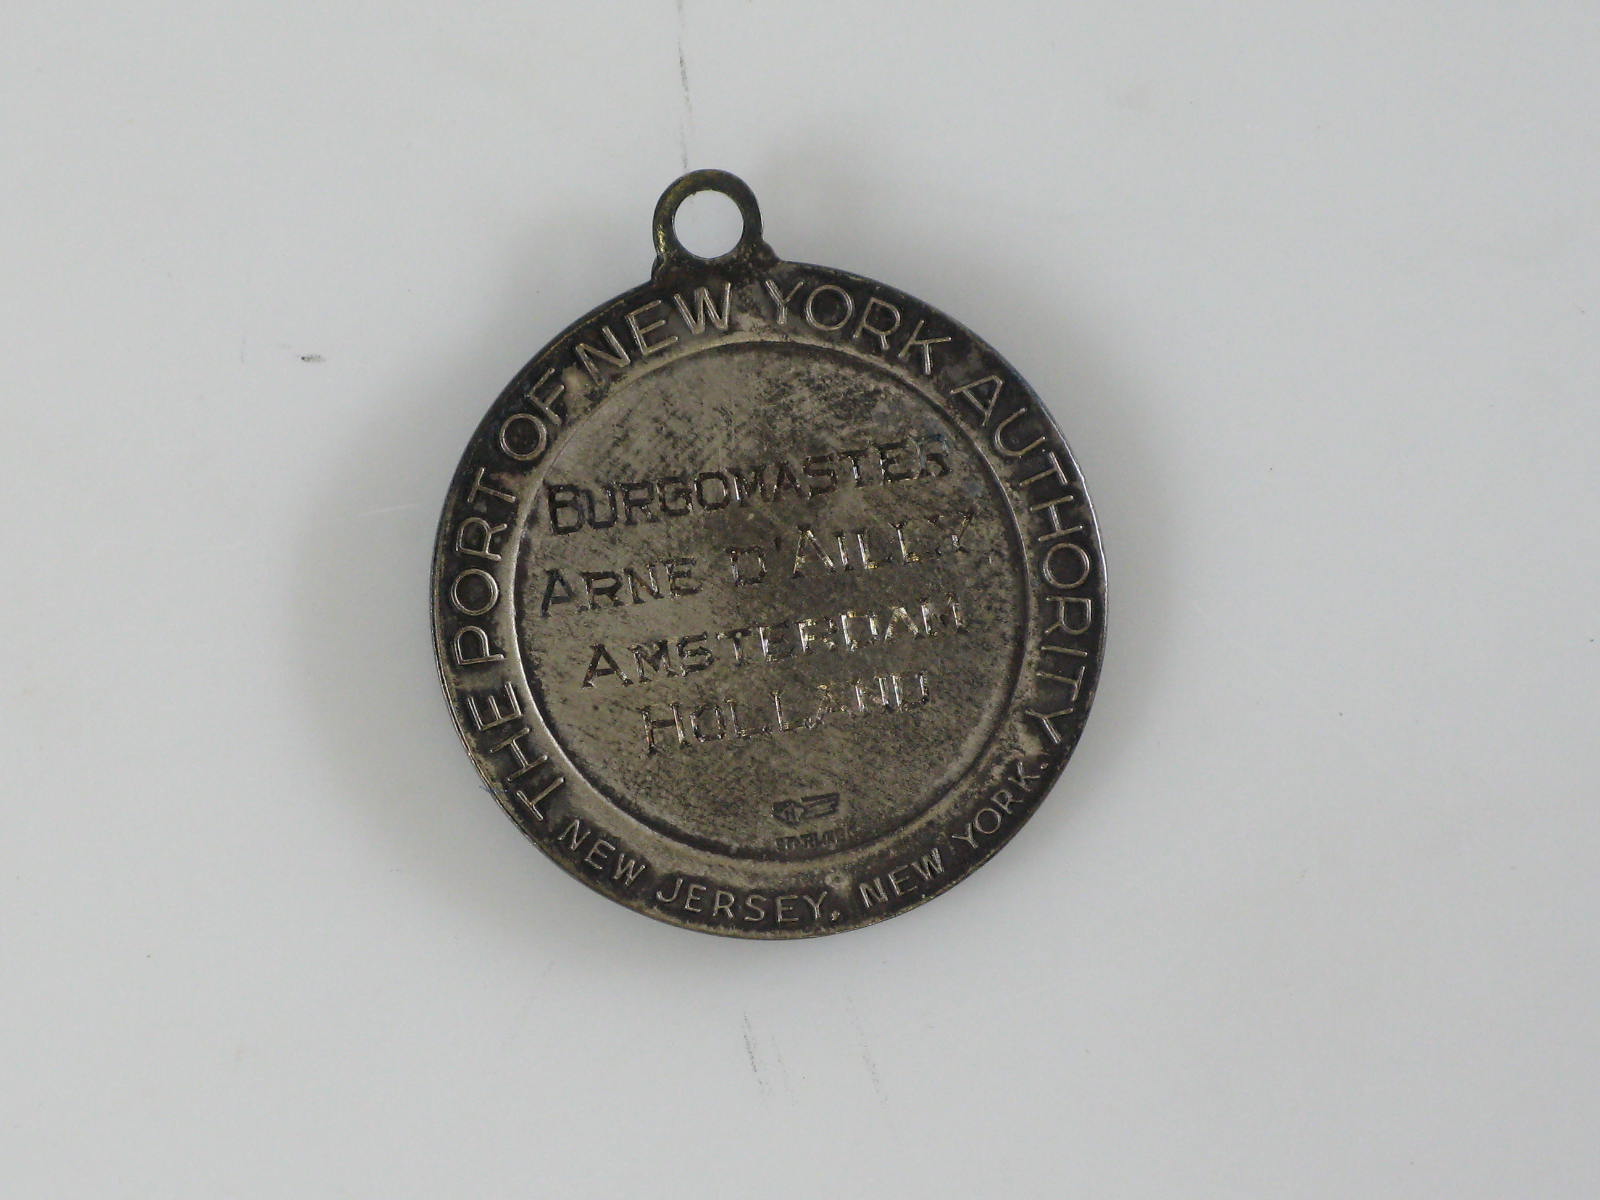 THE PORT OF NEW YORK AUTHORITY
NEW JERSEY, NEW YORK.
BURGOMASTER
ARNE D'AILLY
AMSTERDAM
HOLLAND